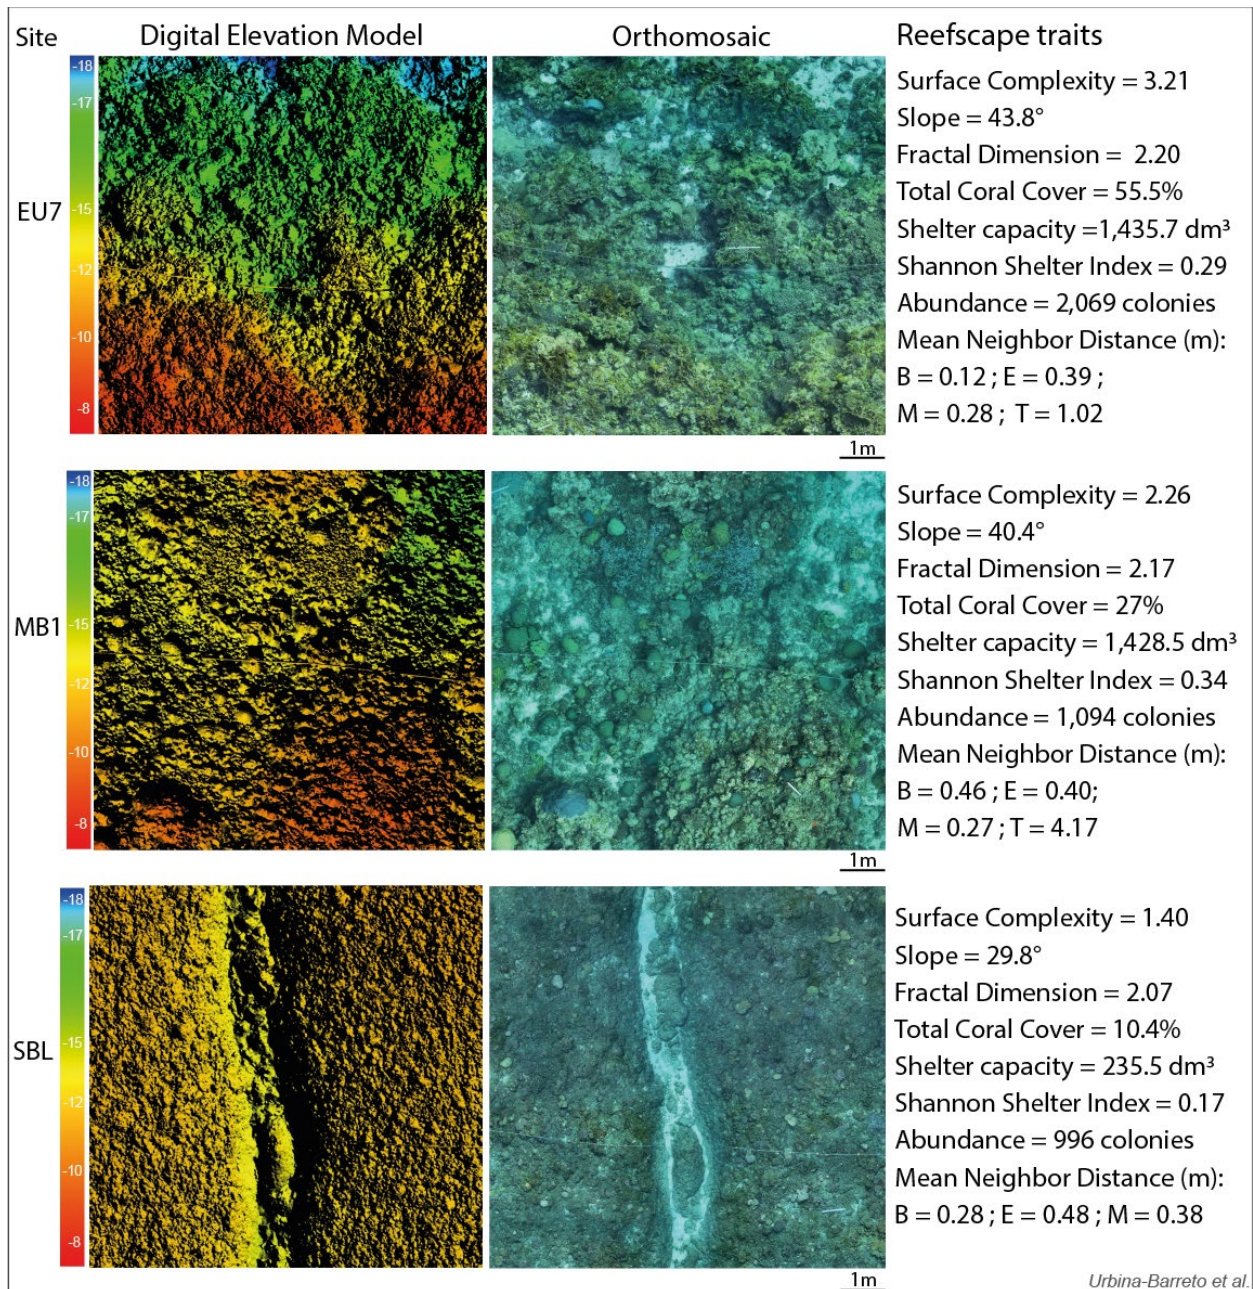 Site Digital Elevation Model Orthomosaic Reefscape traits
EU7
-18
-17
-15
-12
-10
-8
Surface Complexity = 3.21
Slope = 43.8°
Fractal Dimension = 2.20
Total Coral Cover = 55.5%
Shelter capacity =1,435.7 dm³
Shannon Shelter Index = 0.29
Abundance = 2,069 colonies
Mean Neighbor Distance (m):
B = 0.12 ; E = 0.39 ;
M = 0.28 ; T = 1.02
1m
MB1
-18
-17
-15
-12
-10
-8
Surface Complexity = 2.26
Slope = 40.4°
Fractal Dimension = 2.17
Total Coral Cover = 27%
Shelter capacity = 1,428.5 dm³
Shannon Shelter Index = 0.34
Abundance = 1,094 colonies
Mean Neighbor Distance (m):
B = 0.46 ; E = 0.40;
M = 0.27 ; T = 4.17
1m
SBL
-18
-17
-15
-12
-10
-8
Surface Complexity = 1.40
Slope = 29.8°
Fractal Dimension = 2.07
Total Coral Cover = 10.4%
Shelter capacity = 235.5 dm³
Shannon Shelter Index = 0.17
Abundance = 996 colonies
Mean Neighbor Distance (m):
B = 0.28 ; E = 0.48 ; M = 0.38
1m
Urbina-Barreto et al.